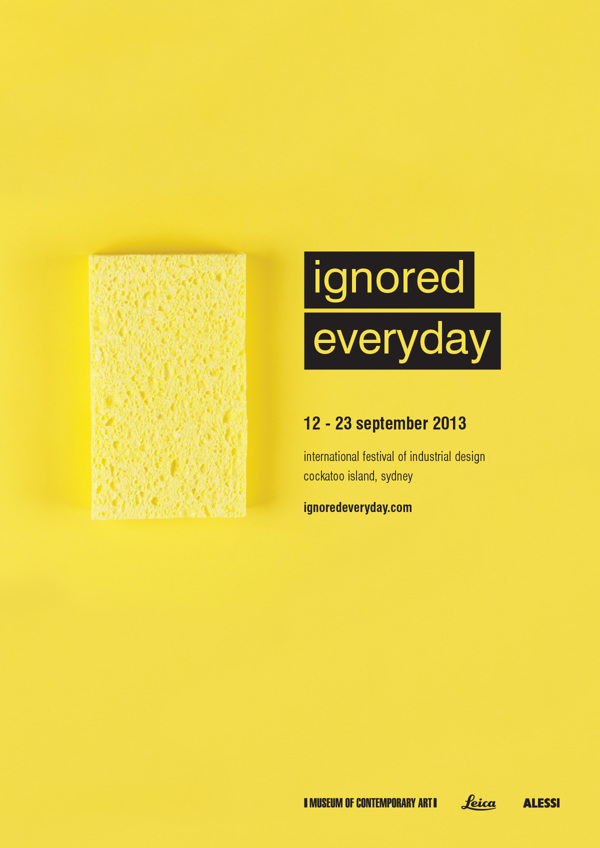 ignored
everyday
12 - 23 september 2013
international festival of industrial design
cockatoo island, sydney
ignoredeveryday.com
MUSEUM OF CONTEMPORARY ART Leica ALESSI